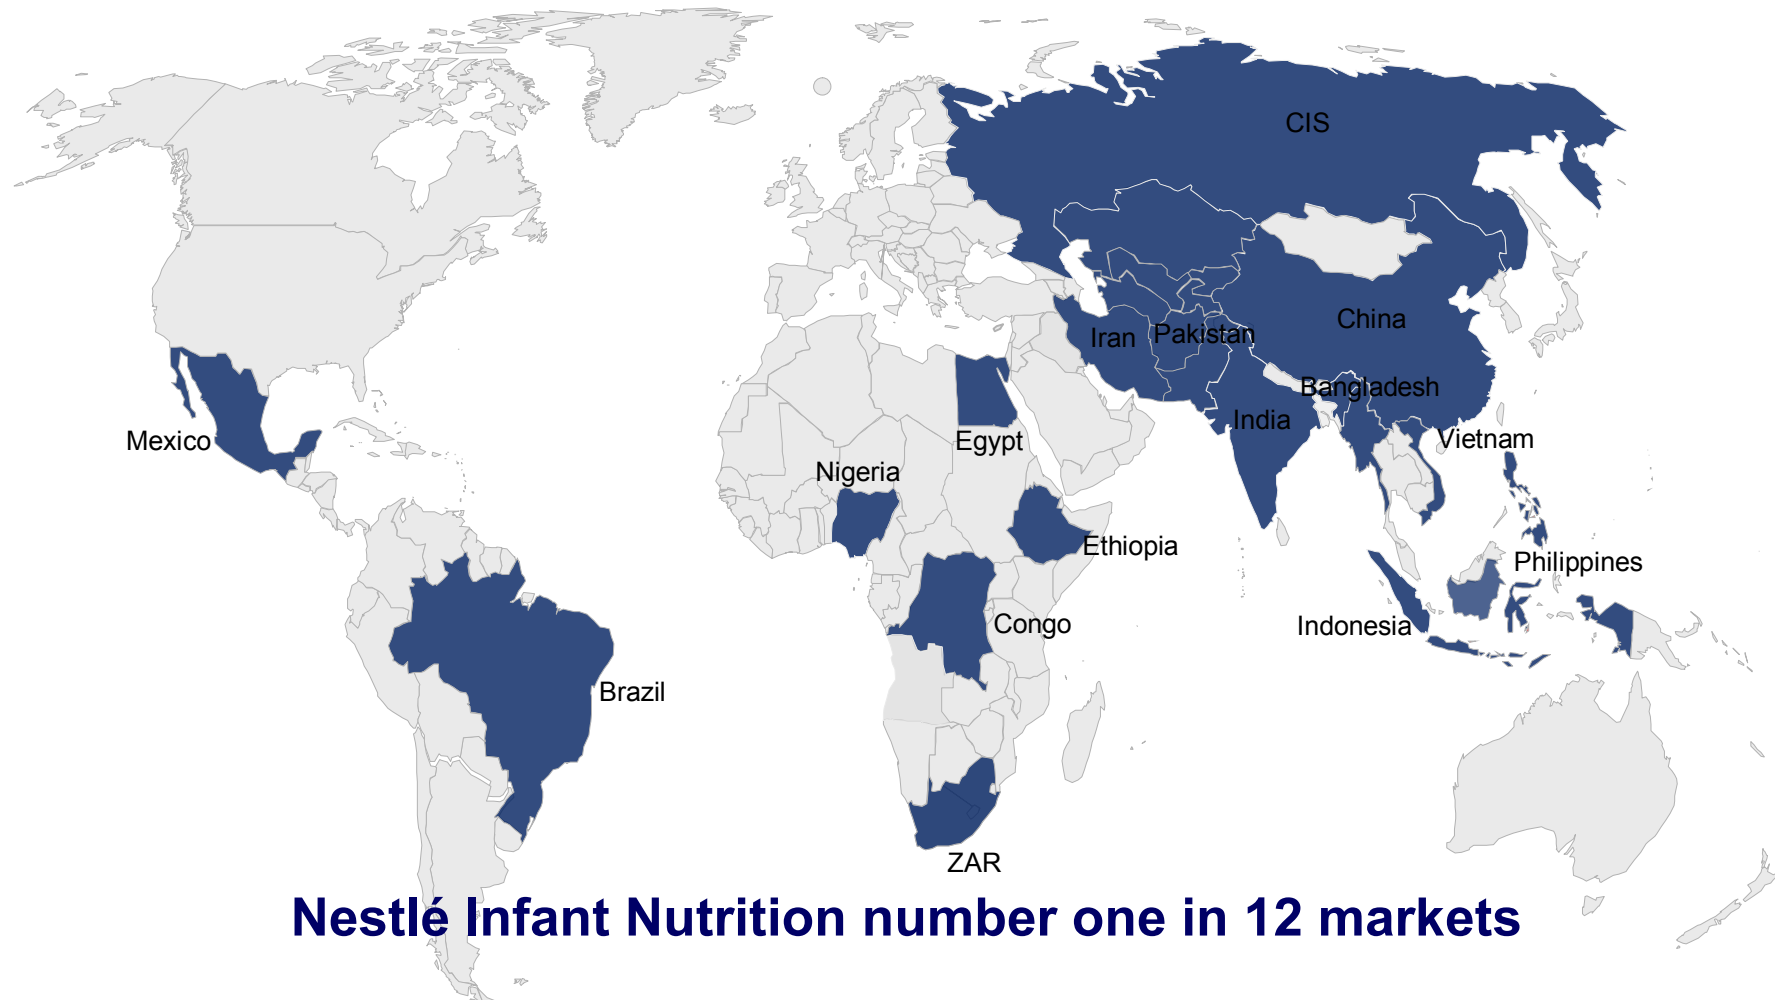 CIS
China
Iran
Pakistan
Bangladesh
India
Vietnam
Mexico
Egypt
Nigeria
Ethiopia
Philippines
Congo
Indonesia
Brazil
ZAR
Nestlé Infant Nutrition number one in 12 markets